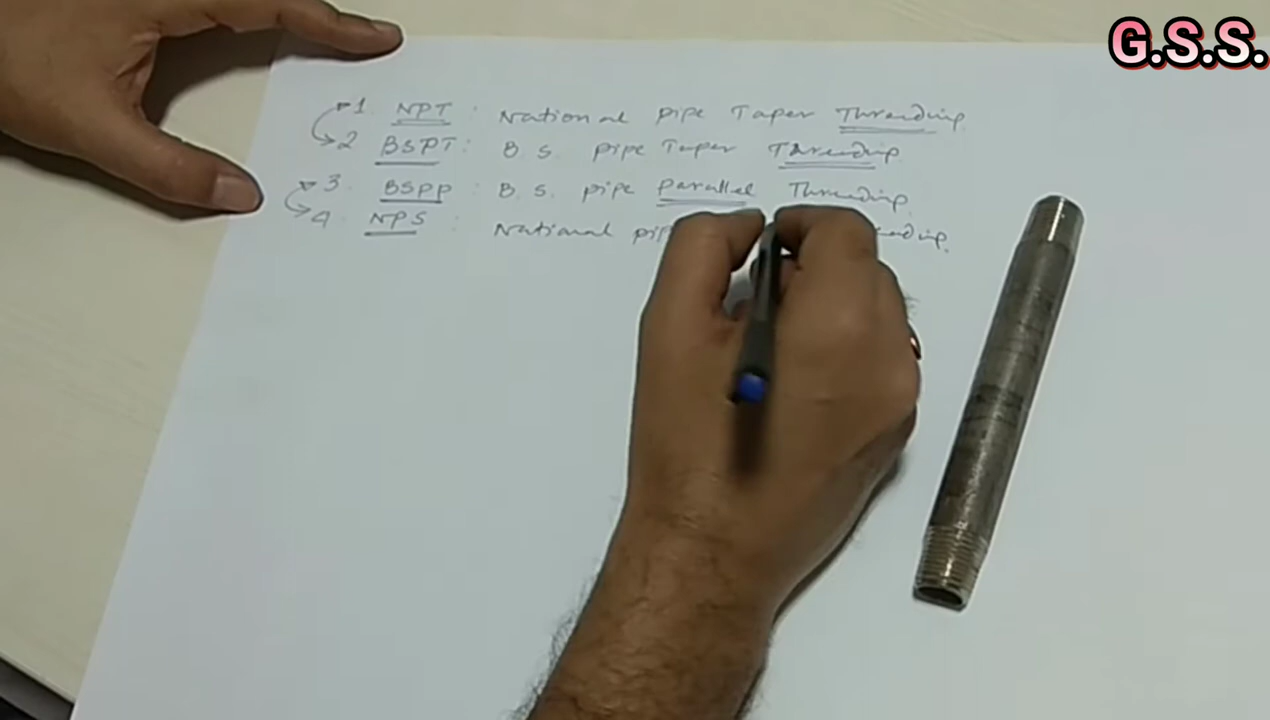 G.S.S.
1 NPT : National pipe Taper Threading
2 BSPT : B.S. pipe Taper Threading
3. BSPP : B.S. pipe parallel Threading.
4. NPS : National